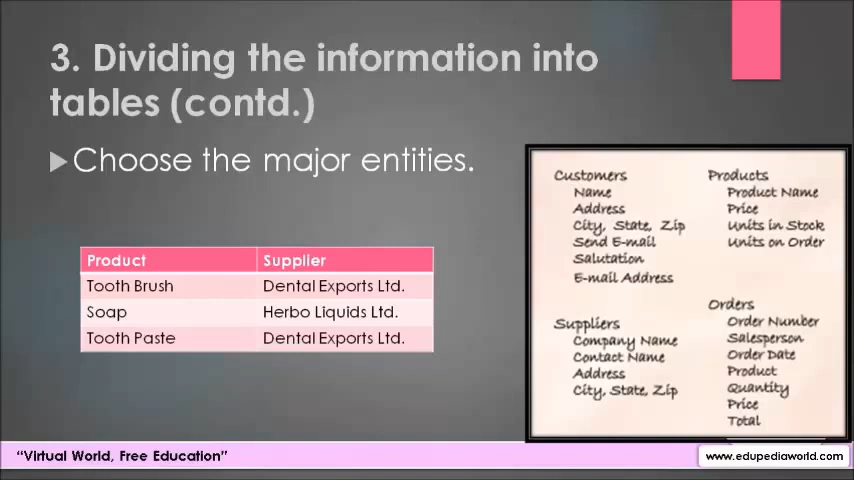 3. Dividing the information into
tables (contd.)
Choose the major entities.
Product Supplier
Tooth Brush Dental Exports Ltd.
Soap Herbo Liquids Ltd.
Tooth Paste Dental Exports Ltd.
Customers
Name
Address
City, State, Zip
Send E-mail
Salutation
E-mail Address
Products
Product Name
Price
Units in Stock
Units on Order
Suppliers
Company Name
Contact Name
Address
City, State, Zip
Orders
Order Number
Salesperson
Order Date
Product
Quantity
Price
Total
“Virtual World, Free Education”
www.edupediaworld.com